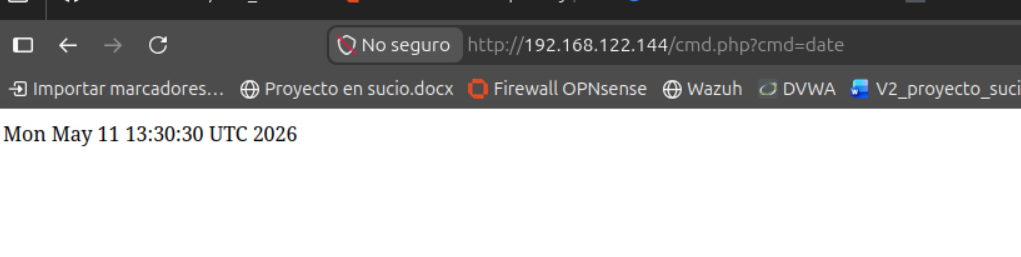 No seguro http://192.168.122.144/cmd.php?cmd=date
Importar marcadores... Proyecto en sucio.docx Firewall OPNsense Wazuh DVWA V2_proyecto_suci
Mon May 11 13:30:30 UTC 2026